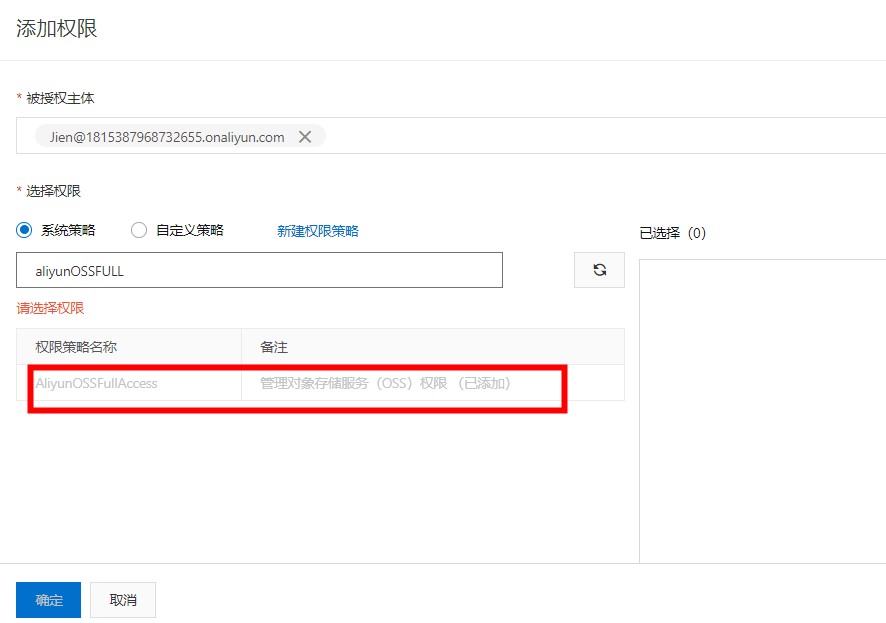 添加权限
* 被授权主体
Jien@1815387968732655.onaliyun.com
* 选择权限
系统策略 自定义策略 新建权限策略
已选择（0）
aliyunOSSFULL
请选择权限
权限策略名称 备注
AliyunOSSFullAccess 管理对象存储服务（OSS）权限 （已添加）
确定 取消